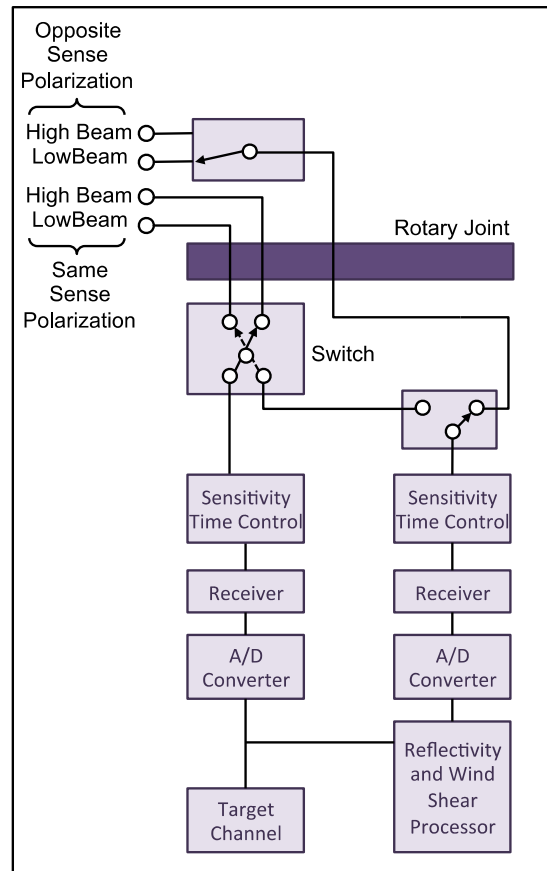 Opposite
Sense
Polarization
High Beam
LowBeam
High Beam
LowBeam
Same
Sense
Polarization
Rotary Joint
Switch
Sensitivity
Time Control
Sensitivity
Time Control
Receiver
Receiver
A/D
Converter
A/D
Converter
Target
Channel
Reflectivity
and Wind
Shear
Processor